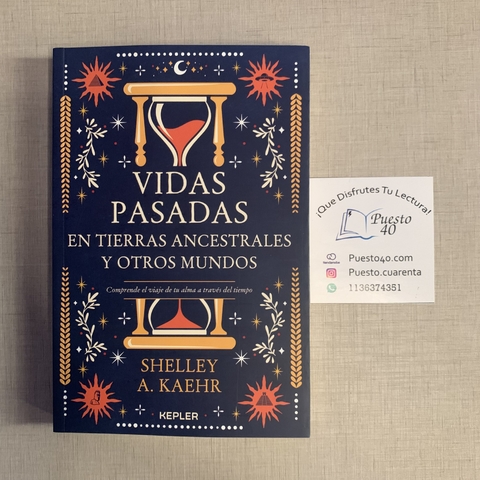 VIDAS
PASADAS
EN TIERRAS ANCESTRALES
Y OTROS MUNDOS
Comprende el viaje de tu alma a través del tiempo
SHELLEY
A. KAEHR
KEPLER
¡Que Disfrutes Tu Lectura!
Puesto
40
Puesto40.com
Puesto.cuarenta
1136374351